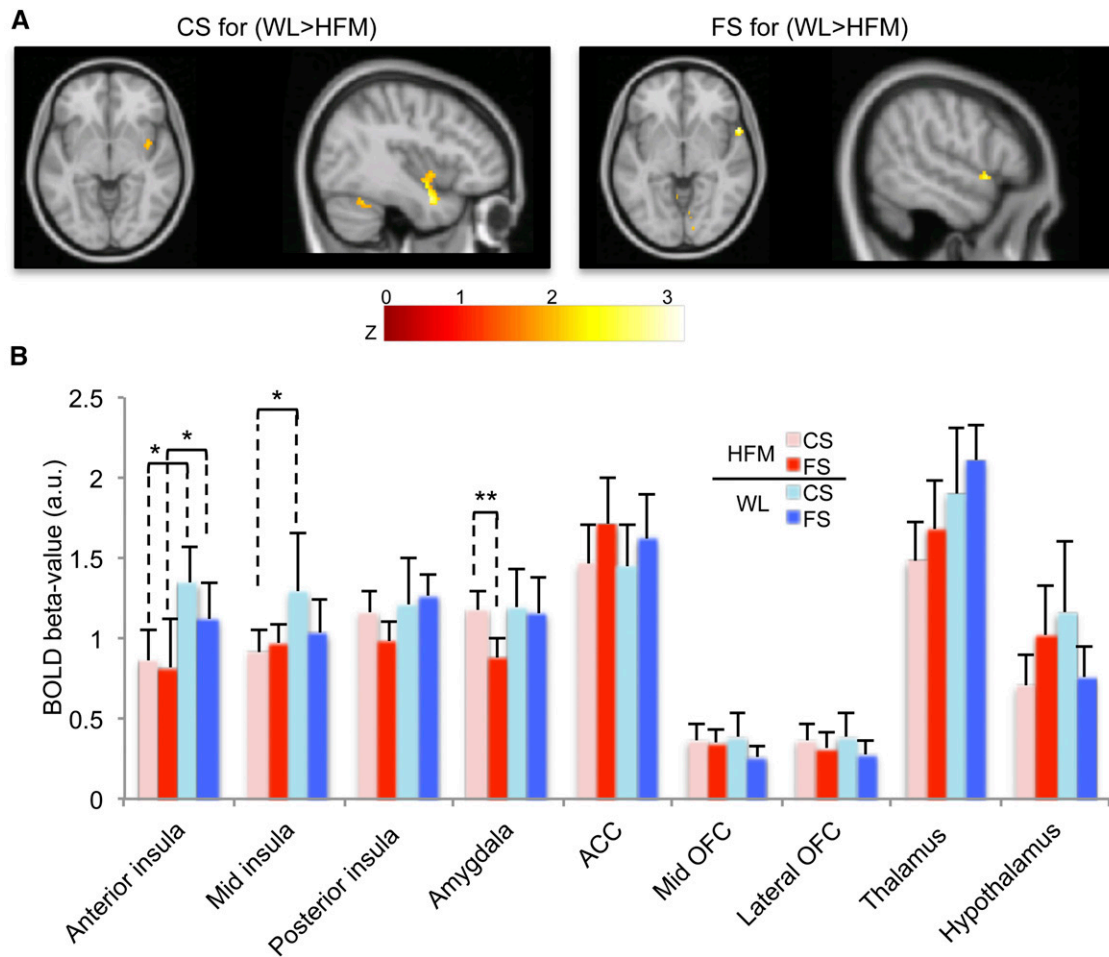 A
CS for (WL>HFM)
FS for (WL>HFM)
0 1 2 3
Z
B
BOLD beta-value (a.u.)
2.5
2
1.5
1
0.5
0
*
*
*
**
HFM
CS
FS
WL
CS
FS
Anterior insula
Mid insula
Posterior insula
Amygdala
ACC
Mid OFC
Lateral OFC
Thalamus
Hypothalamus